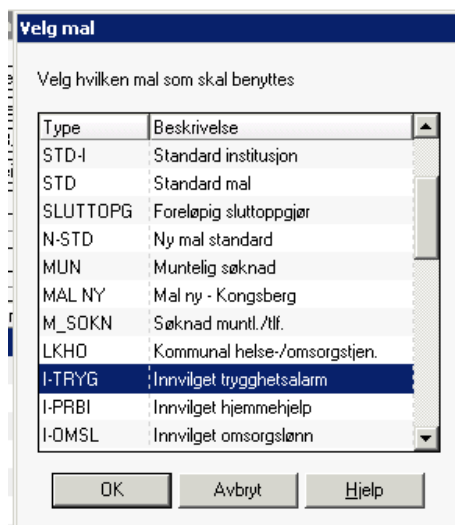 Velg mal
Velg hvilken mal som skal benyttes
Type Beskrivelse
STD-I Standard institusjon
STD Standard mal
SLUTTOPG Foreløpig sluttoppgjør
N-STD Ny mal standard
MUN Muntelig søknad
MAL NY Mal ny - Kongsberg
M_SOKN Søknad muntl./tlf.
LKHO Kommunal helse-/omsorgstjen.
I-TRYG Innvilget trygghetsalarm
I-PRBI Innvilget hjemmehjelp
I-OMSL Innvilget omsorgslønn
OK Avbryt Hjelp